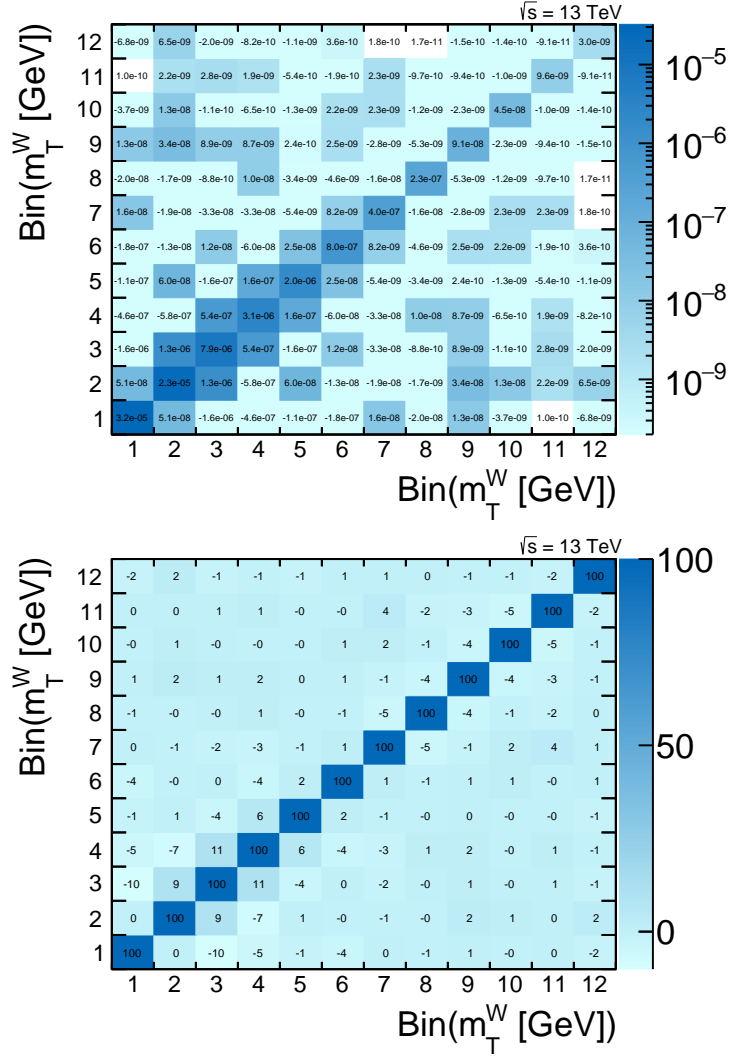 √s = 13 TeV
Bin(m_T^W [GeV])
12 -6.8e-09 6.5e-09 -2.0e-09 -8.2e-10 -1.1e-09 3.6e-10 1.8e-10 1.7e-11 -1.5e-10 -1.4e-10 -9.1e-11 3.0e-09
11 1.0e-10 2.2e-09 2.8e-09 1.9e-09 -5.4e-10 -1.9e-10 2.3e-09 -9.7e-10 -9.4e-10 -1.0e-09 9.6e-09 -9.1e-11
10 -3.7e-09 1.3e-08 -1.1e-10 -6.5e-10 -1.3e-09 2.2e-09 2.3e-09 -1.2e-09 -2.3e-09 4.5e-08 -1.0e-09 -1.4e-10
9 1.3e-08 3.4e-08 8.9e-09 8.7e-09 2.4e-10 2.5e-09 -2.8e-09 -5.3e-09 9.1e-08 -2.3e-09 -9.4e-10 -1.5e-10
8 -2.0e-08 -1.7e-09 -8.8e-10 1.0e-08 -3.4e-09 -4.6e-09 -1.6e-08 2.3e-07 -5.3e-09 -1.2e-09 -9.7e-10 1.7e-11
7 1.6e-08 -1.9e-08 -3.3e-08 -3.3e-08 -5.4e-09 8.2e-09 4.0e-07 -1.6e-08 -2.8e-09 2.3e-09 2.3e-09 1.8e-10
6 -1.8e-07 -1.3e-08 1.2e-08 -6.0e-08 2.5e-08 8.0e-07 8.2e-09 -4.6e-09 2.5e-09 2.2e-09 -1.9e-10 3.6e-10
5 -1.1e-07 6.0e-08 -1.6e-07 1.6e-07 2.0e-06 2.5e-08 -5.4e-09 -3.4e-09 2.4e-10 -1.3e-09 -5.4e-10 -1.1e-09
4 -4.6e-07 -5.8e-07 5.4e-07 3.1e-06 1.6e-07 -6.0e-08 -3.3e-08 1.0e-08 8.7e-09 -6.5e-10 1.9e-09 -8.2e-10
3 -1.6e-06 1.3e-06 7.9e-06 5.4e-07 -1.6e-07 1.2e-08 -3.3e-08 -8.8e-10 8.9e-09 -1.1e-10 2.8e-09 -2.0e-09
2 5.1e-08 2.3e-05 1.3e-06 -5.8e-07 6.0e-08 -1.3e-08 -1.9e-08 -1.7e-09 3.4e-08 1.3e-08 2.2e-09 6.5e-09
1 3.2e-05 5.1e-08 -1.6e-06 -4.6e-07 -1.1e-07 -1.8e-07 1.6e-08 -2.0e-08 1.3e-08 -3.7e-09 1.0e-10 -6.8e-09
1 2 3 4 5 6 7 8 9 10 11 12
Bin(m_T^W [GeV])
10^−5
10^−6
10^−7
10^−8
10^−9
√s = 13 TeV
Bin(m_T^W [GeV])
12 -2 2 -1 -1 -1 1 1 0 -1 -1 -2 100
11 0 0 1 1 -0 -0 4 -2 -3 -5 100 -2
10 -0 1 -0 -0 -0 1 2 -1 -4 100 -5 -1
9 1 2 1 2 0 1 -1 -4 100 -4 -3 -1
8 -1 -0 -0 1 -0 -1 -5 100 -4 -1 -2 0
7 0 -1 -2 -3 -1 1 100 -5 -1 2 4 1
6 -4 -0 0 -4 2 100 1 -1 1 1 -0 1
5 -1 1 -4 6 100 2 -1 -0 0 -0 -0 -1
4 -5 -7 11 100 6 -4 -3 1 2 -0 1 -1
3 -10 9 100 11 -4 0 -2 -0 1 -0 1 -1
2 0 100 9 -7 1 -0 -1 -0 2 1 0 2
1 100 0 -10 -5 -1 -4 0 -1 1 -0 0 -2
1 2 3 4 5 6 7 8 9 10 11 12
Bin(m_T^W [GeV])
100
50
0